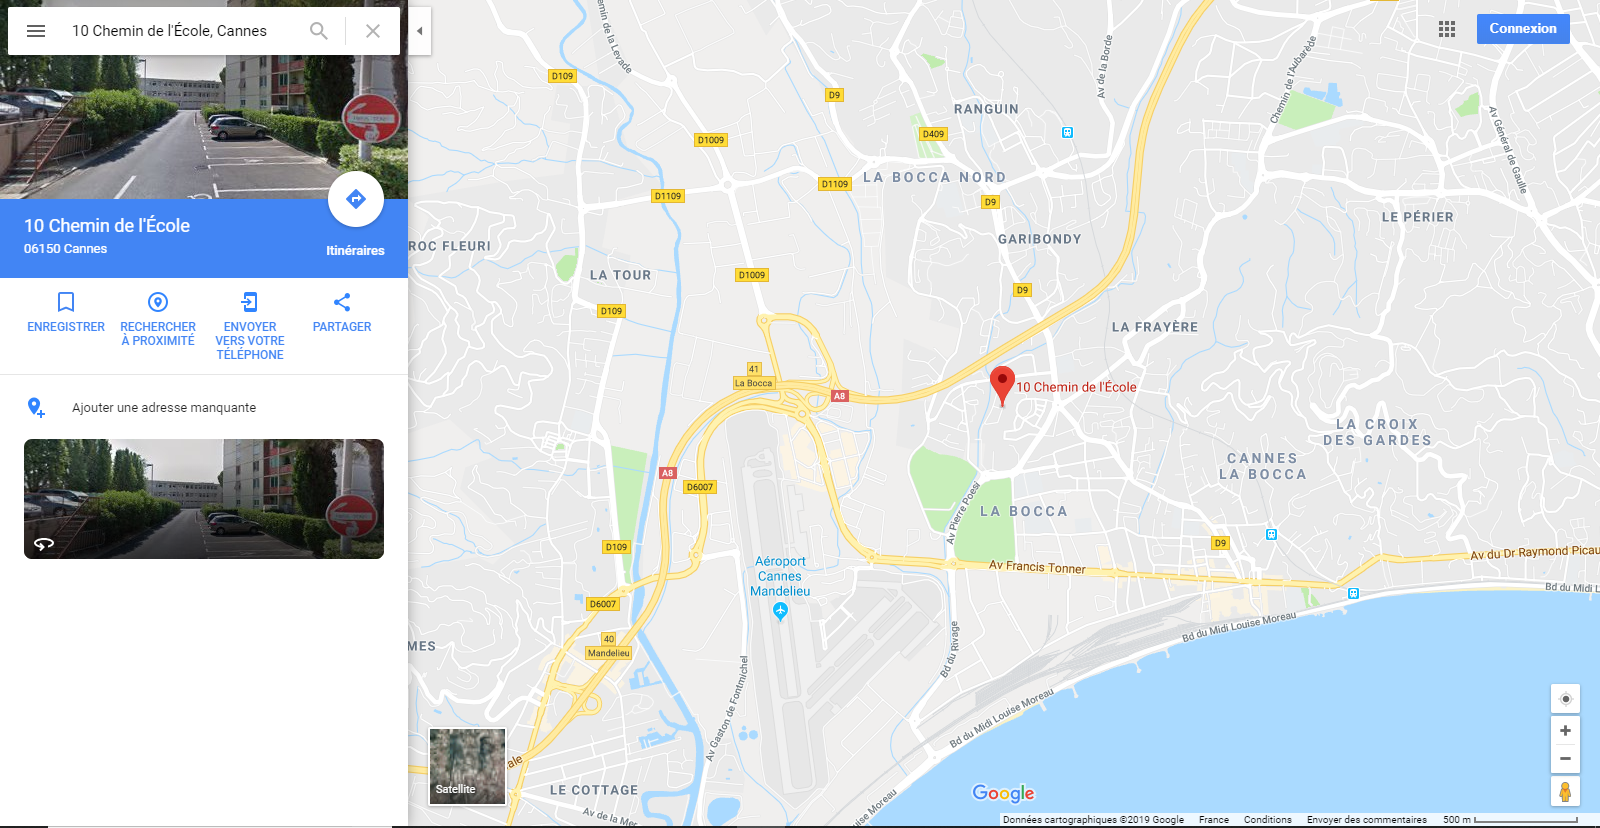 10 Chemin de l'École, Cannes
10 Chemin de l'École
06150 Cannes
Itinéraires
ENREGISTRER
RECHERCHER
À PROXIMITÉ
ENVOYER
VERS VOTRE
TÉLÉPHONE
PARTAGER
Ajouter une adresse manquante
Connexion
D109
D9
Av de la Borde
Chemin de l'Aubarède
Av Général de Gaulle
RANGUIN
D1009
D409
LA BOCCA NORD
D1109
D1109
D9
LE PÉRIER
ROC FLEURI
GARIBONDY
LA TOUR
D1009
D9
D109
LA FRAYÈRE
41
La Bocca
A8
10 Chemin de l'École
LA CROIX
DES GARDES
CANNES
LA BOCCA
A8
D6007
Av Pierre Poesi
LA BOCCA
D109
D9
Aéroport
Cannes
Mandelieu
Av Francis Tonner
Av du Dr Raymond Picau
Bd du Midi L
D6007
40
Mandelieu
MES
Bd du Midi Louise Moreau
Bd du Rivage
Av Gaston de Fontmichel
Bd du Midi Louise Moreau
ale
LE COTTAGE
Av de la Mer
Louise Moreau
Satellite
Google
Données cartographiques ©2019 Google France Conditions Envoyer des commentaires 500 m